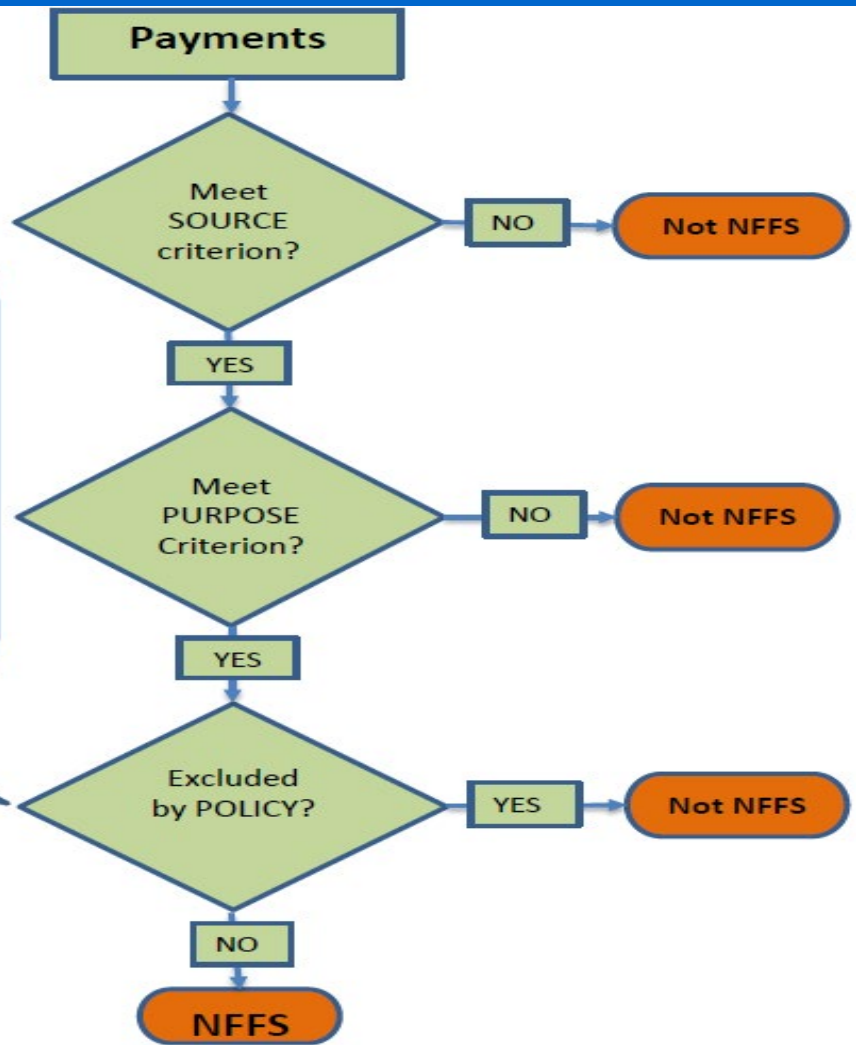 Payments
Meet
SOURCE
criterion?
NO
Not NFFS
YES
Meet
PURPOSE
Criterion?
NO
Not NFFS
YES
Excluded
by POLICY?
YES
Not NFFS
NO
NFFS